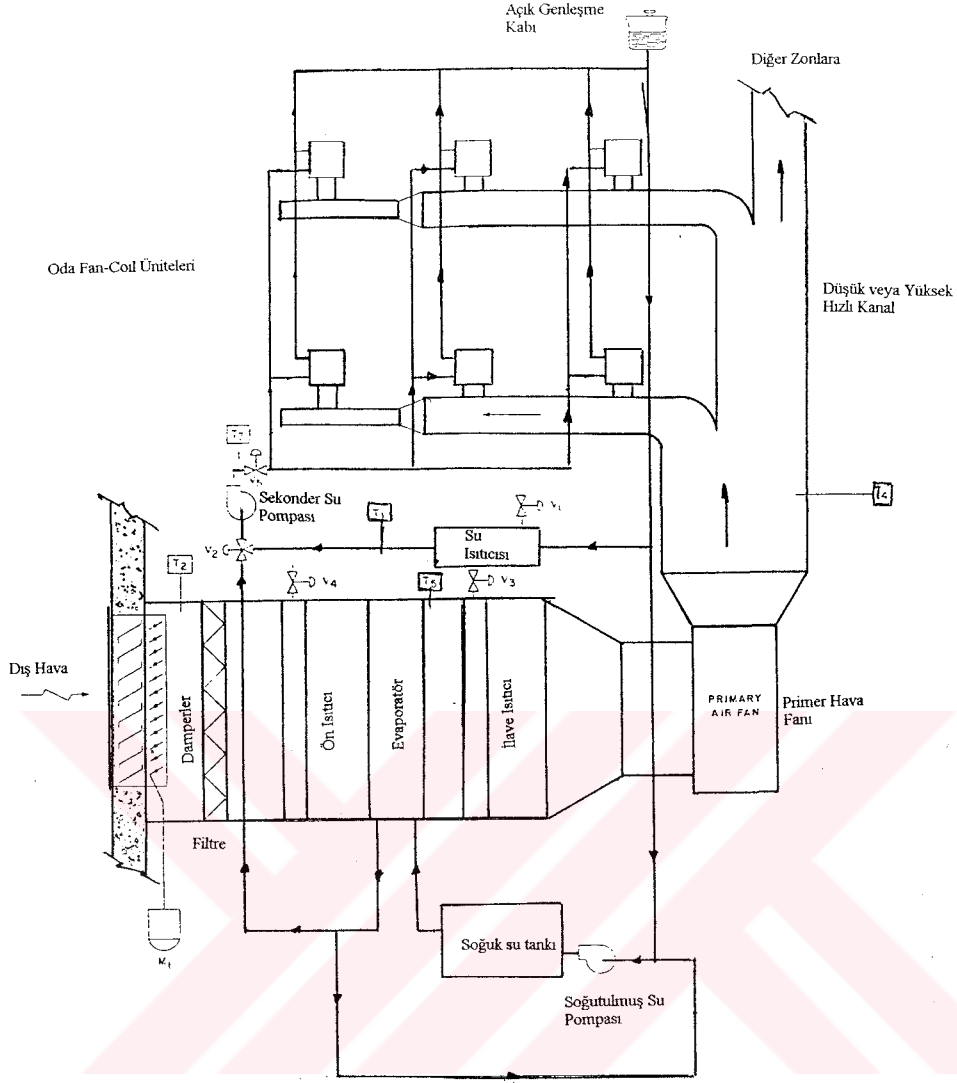 Açık Genleşme
Kabı
Diğer Zonlara
Oda Fan-Coıl Üniteleri
Düşük veya Yüksek
Hızlı Kanal
Sekonder Su
Pompası
T1
Su
Isıtıcısı
V1
V2
T2
V4
T5
V3
Dış Hava
Damperler
Ön Isıtıcı
Evaporatör
İlave Isıtıcı
PRIMARY
AIR FAN
Primer Hava
Fanı
Filtre
Soğuk su tankı
Soğutulmuş Su
Pompası